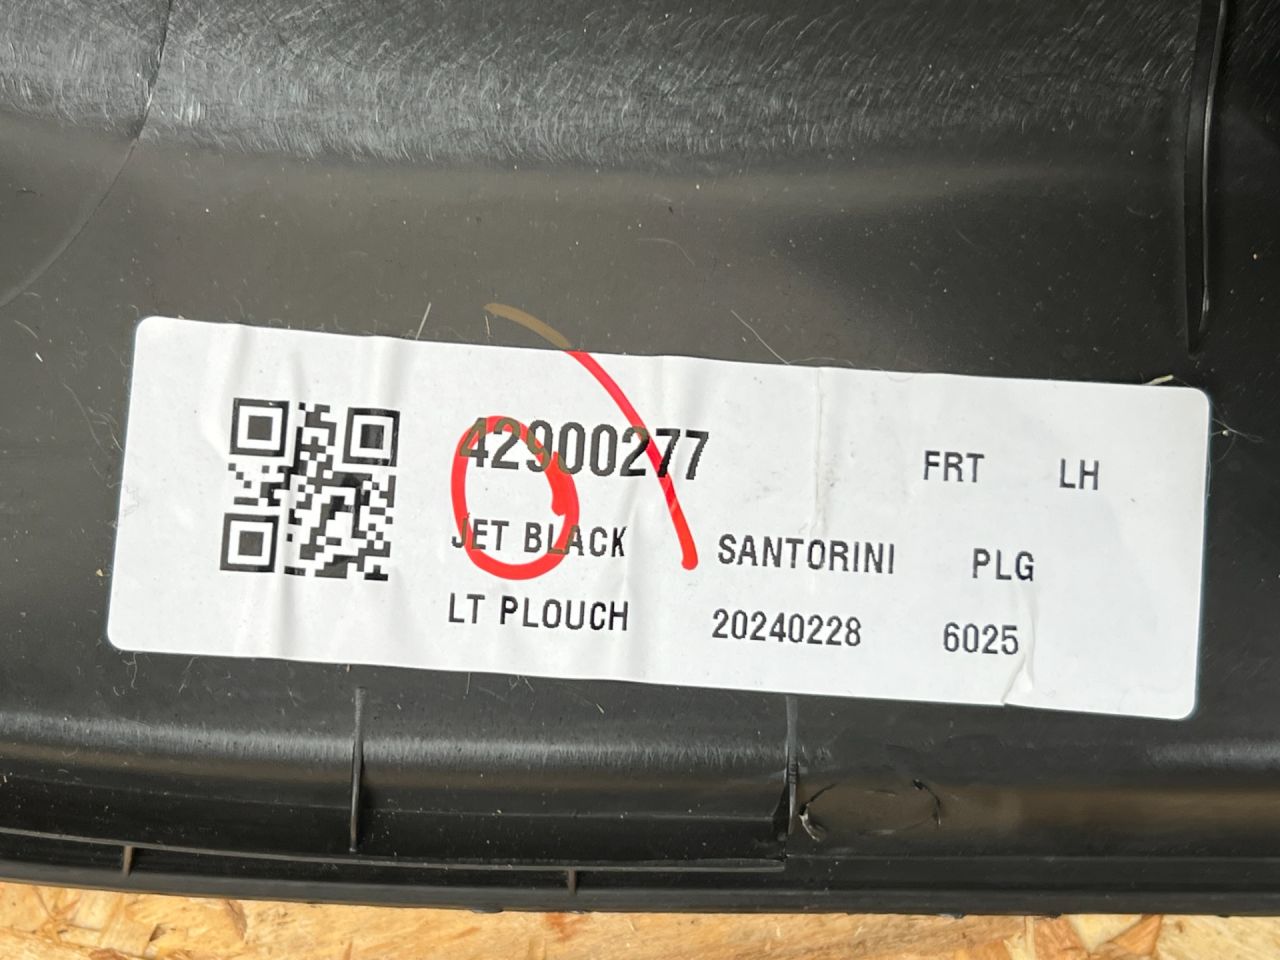 42900277 FRT LH
JET BLACK SANTORINI PLG
LT PLOUCH 20240228 6025